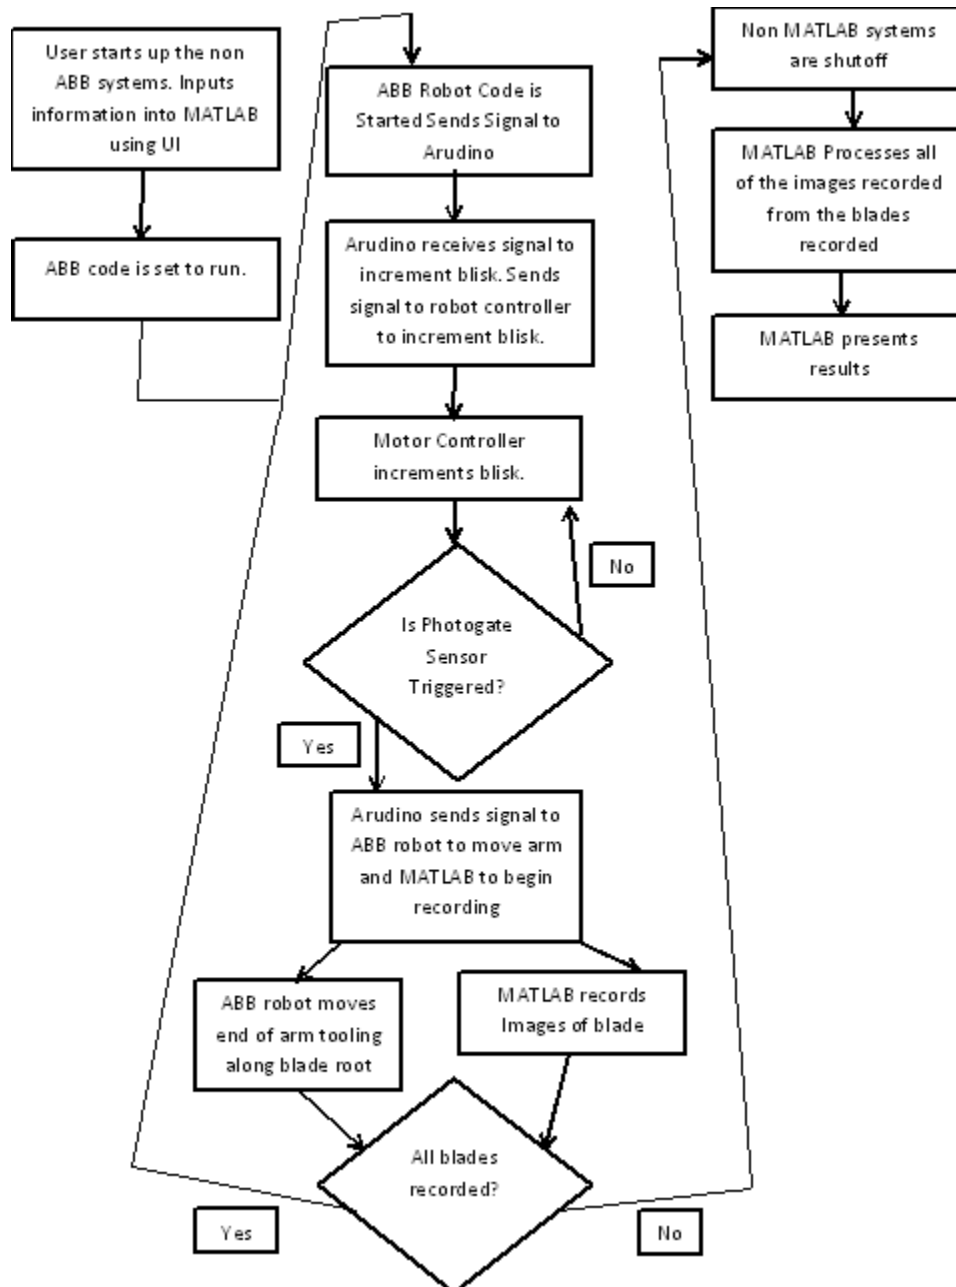 User starts up the non
ABB systems. Inputs
information into MATLAB
using UI
ABB code is set to run.
ABB Robot Code is
Started Sends Signal to
Arudino
Arudino receives signal to
increment blisk. Sends
signal to robot controller
to increment blisk.
Motor Controller
increments blisk.
No
Is Photogate
Sensor
Triggered?
Yes
Arudino sends signal to
ABB robot to move arm
and MATLAB to begin
recording
ABB robot moves
end of arm tooling
along blade root
MATLAB records
Images of blade
All blades
recorded?
Yes
No
Non MATLAB systems
are shutoff
MATLAB Processes all
of the images recorded
from the blades
recorded
MATLAB presents
results